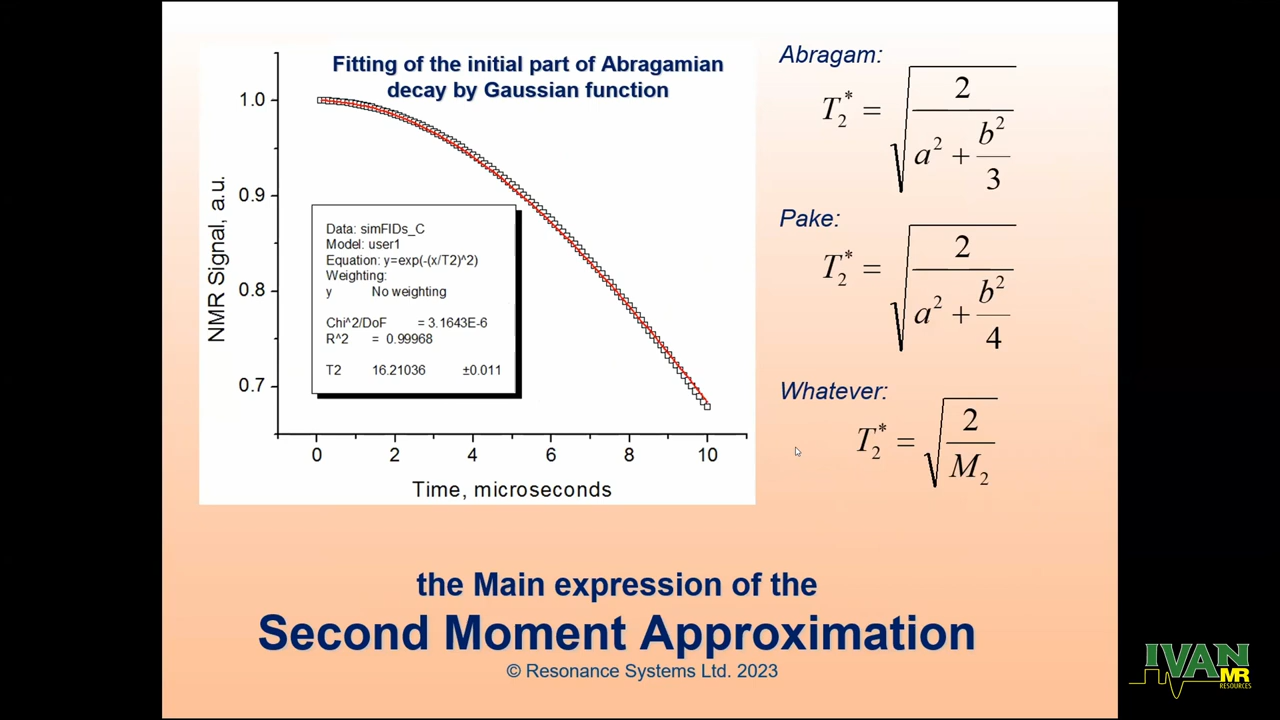 Fitting of the initial part of Abragamian
decay by Gaussian function
NMR Signal, a.u.
1.0
0.9
0.8
0.7
Data: simFIDs_C
Model: user1
Equation: y=exp(-(x/T2)^2)
Weighting:
y No weighting
Chi^2/DoF = 3.1643E-6
R^2 = 0.99968
T2 16.21036 ±0.011
0 2 4 6 8 10
Time, microseconds
Abragam:
T₂* = √(2 / (a² + b²/3))
Pake:
T₂* = √(2 / (a² + b²/4))
Whatever:
T₂* = √(2 / M₂)
the Main expression of the
Second Moment Approximation
© Resonance Systems Ltd. 2023
IVAN
MR
RESOURCES